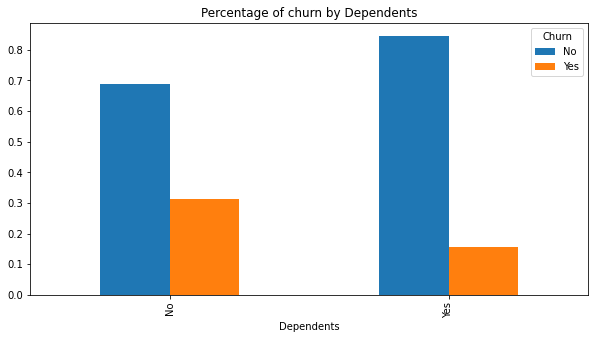 Percentage of churn by Dependents
Churn
No
Yes
0.8
0.7
0.6
0.5
0.4
0.3
0.2
0.1
0.0
No
Yes
Dependents